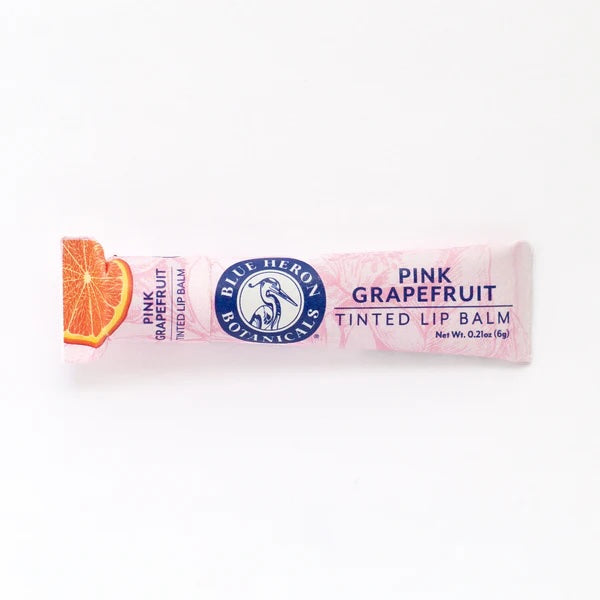 PINK
GRAPEFRUIT
TINTED LIP BALM
BLUE HERON
BOTANICALS
®
PINK
GRAPEFRUIT
TINTED LIP BALM
Net Wt. 0.21oz (6g)